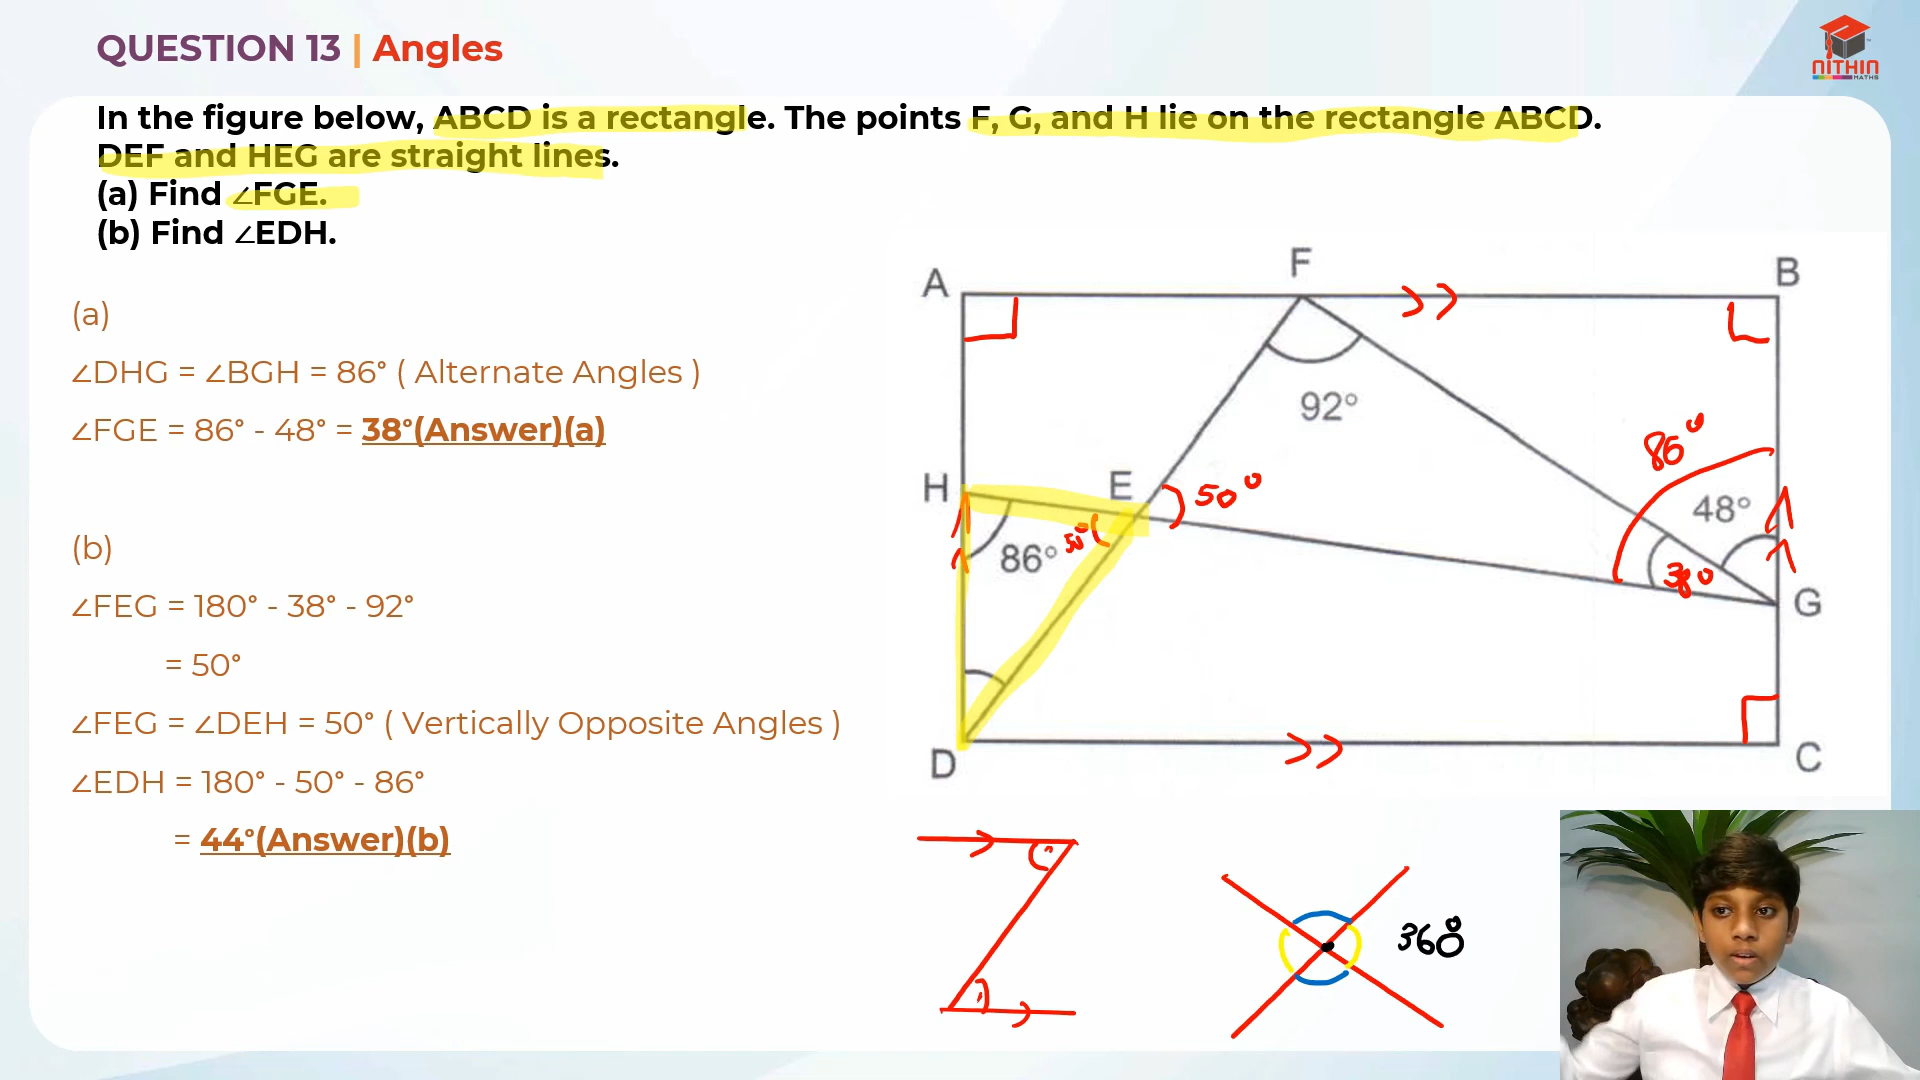 QUESTION 13 | Angles
NITHIN
MATHS
In the figure below, ABCD is a rectangle. The points F, G, and H lie on the rectangle ABCD.
DEF and HEG are straight lines.
(a) Find ∠FGE.
(b) Find ∠EDH.
(a)
∠DHG = ∠BGH = 86° ( Alternate Angles )
∠FGE = 86° - 48° = 38°(Answer)(a)
(b)
∠FEG = 180° - 38° - 92°
= 50°
∠FEG = ∠DEH = 50° ( Vertically Opposite Angles )
∠EDH = 180° - 50° - 86°
= 44°(Answer)(b)
A
F
B
92°
86°
H
E
50°
48°
86°
50°
38°
G
D
C
360°